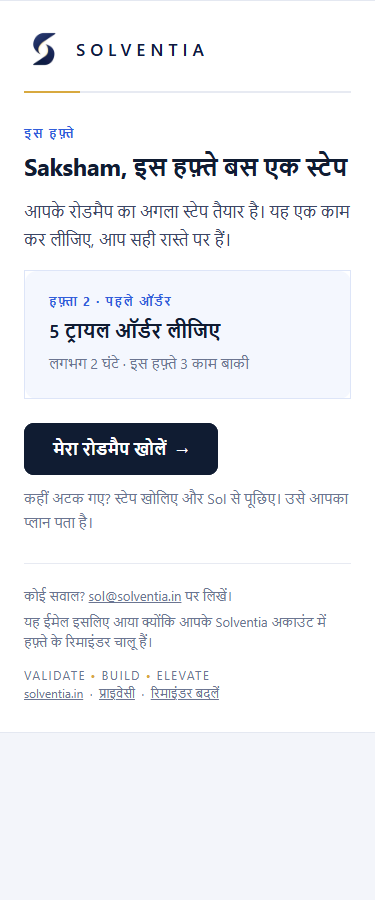 SOLVENTIA
इस हफ़्ते
Saksham, इस हफ़्ते बस एक स्टेप
आपके रोडमैप का अगला स्टेप तैयार है। यह एक काम
कर लीजिए, आप सही रास्ते पर हैं।
हफ़्ता 2 · पहले ऑर्डर
5 ट्रायल ऑर्डर लीजिए
लगभग 2 घंटे · इस हफ़्ते 3 काम बाकी
मेरा रोडमैप खोलें →
कहीं अटक गए? स्टेप खोलिए और Sol से पूछिए। उसे आपका
प्लान पता है।
कोई सवाल? sol@solventia.in पर लिखें।
यह ईमेल इसलिए आया क्योंकि आपके Solventia अकाउंट में
हफ़्ते के रिमाइंडर चालू हैं।
VALIDATE • BUILD • ELEVATE
solventia.in · प्राइवेसी · रिमाइंडर बदलें